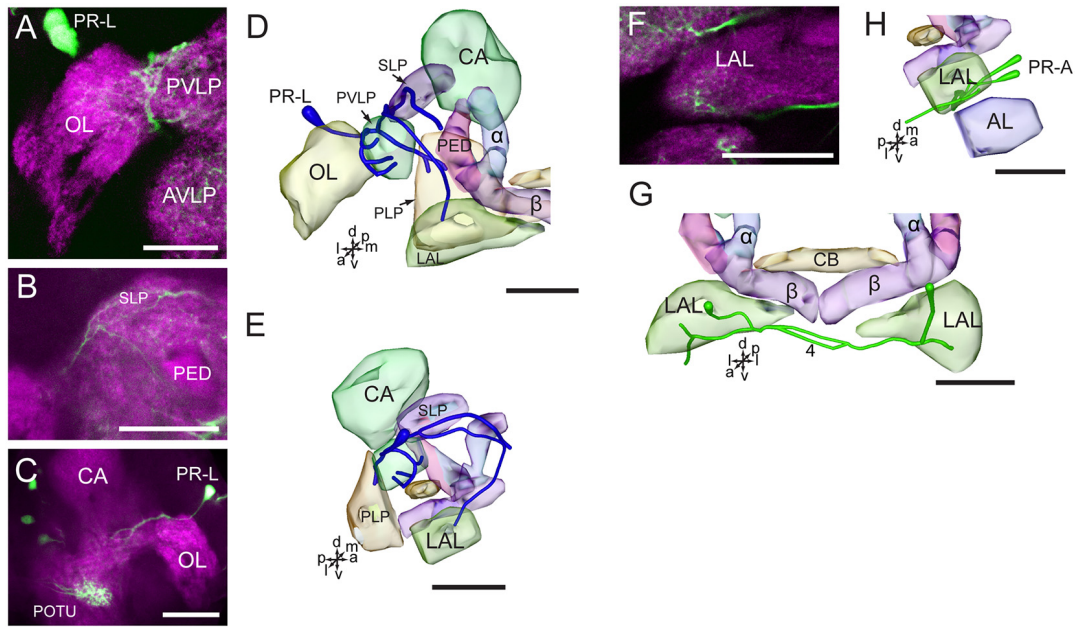 A
PR-L
PVLP
OL
AVLP
B
SLP
PED
C
CA
PR-L
OL
POTU
D
SLP
CA
PR-L
PVLP
PED
α
OL
PLP
β
LAL
d
p
l
m
a
v
E
CA
SLP
PLP
LAL
d
m
p
a
l
v
F
LAL
H
LAL
PR-A
AL
d
m
p
a
l
v
G
α
α
CB
β
β
LAL
LAL
4
d
p
l
l
a
v